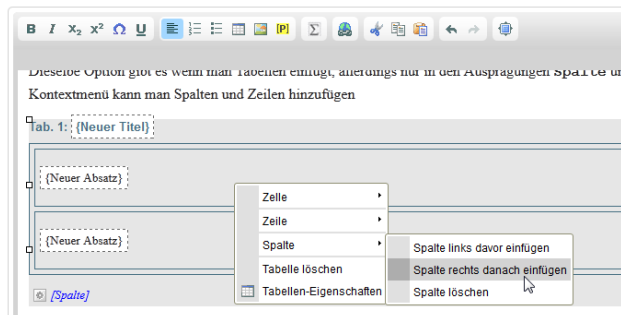 B I X₂ X² Ω U [P] Σ
Dieselbe Option gibt es wenn man Tabellen einfügt, allerdings nur in den Auspragungen Spalte
Kontextmenü kann man Spalten und Zeilen hinzufügen
Tab. 1: {Neuer Titel}
{Neuer Absatz}
{Neuer Absatz}
Zelle
Zeile
Spalte
Tabelle löschen
Tabellen-Eigenschaften
Spalte links davor einfügen
Spalte rechts danach einfügen
Spalte löschen
[Spalte]